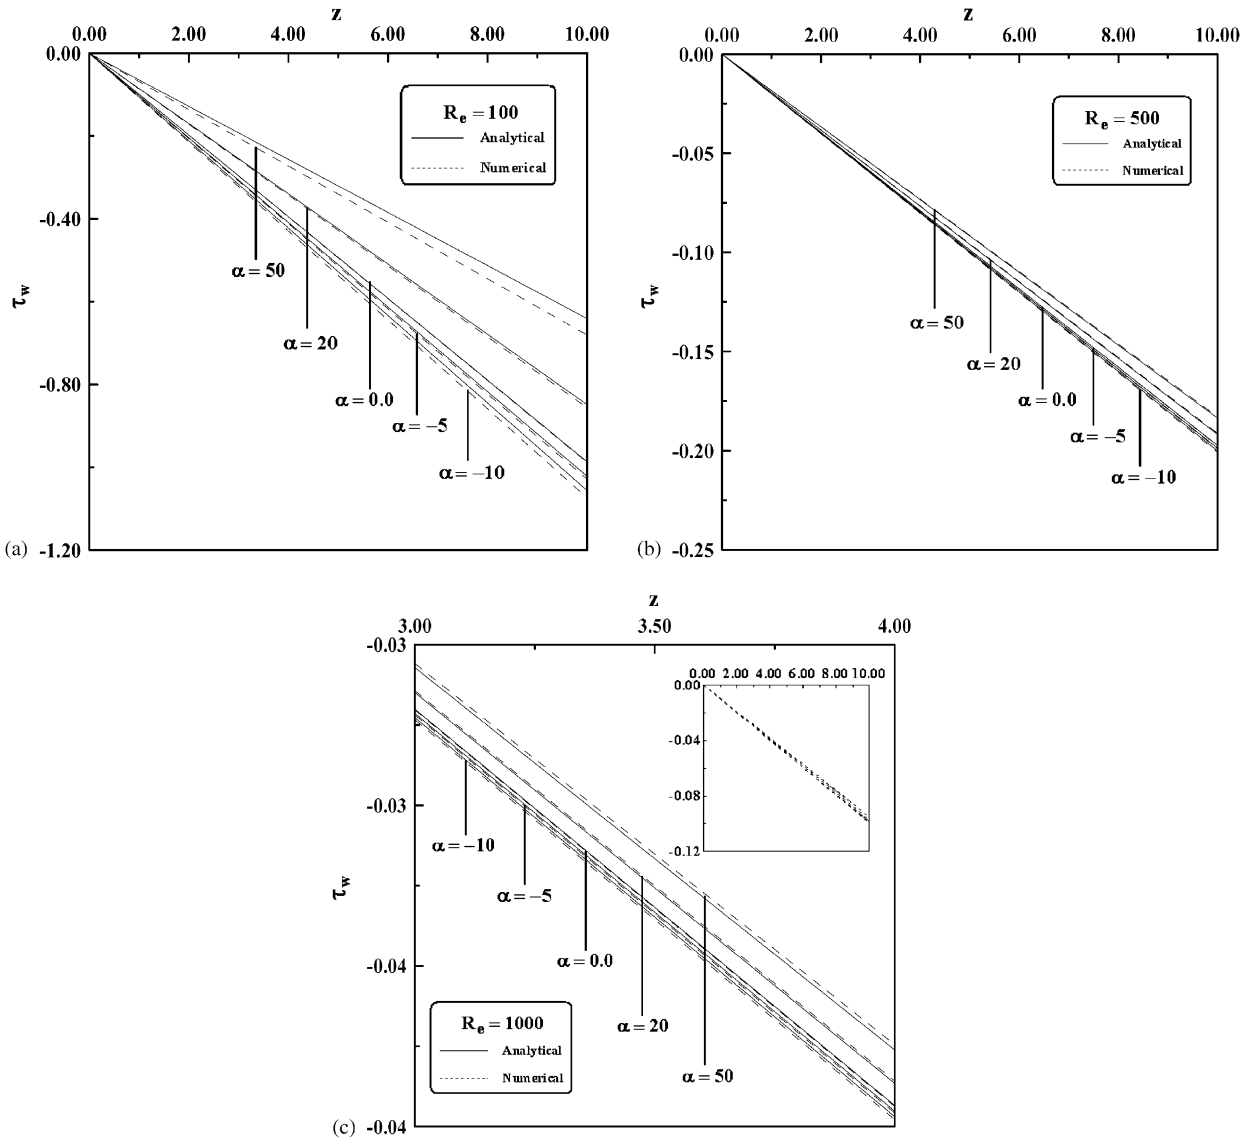 z
0.00 2.00 4.00 6.00 8.00 10.00
0.00
-0.40
-0.80
-1.20
τw
Re = 100
Analytical
Numerical
α = 50
α = 20
α = 0.0
α = −5
α = −10
(a)
z
0.00 2.00 4.00 6.00 8.00 10.00
0.00
-0.05
-0.10
-0.15
-0.20
-0.25
τw
Re = 500
Analytical
Numerical
α = 50
α = 20
α = 0.0
α = −5
α = −10
(b)
z
3.00 3.50 4.00
-0.03
-0.03
-0.04
-0.04
τw
0.00 2.00 4.00 6.00 8.00 10.00
0.00
-0.04
-0.08
-0.12
α = −10
α = −5
α = 0.0
α = 20
α = 50
Re = 1000
Analytical
Numerical
(c)